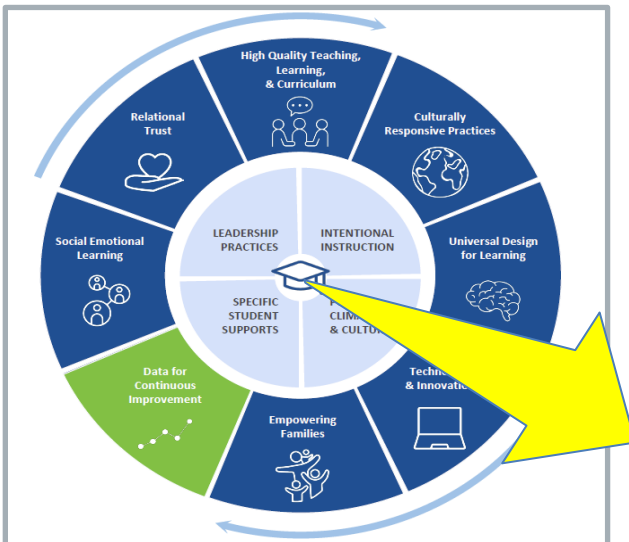 High Quality Teaching,
Learning,
& Curriculum
Culturally
Responsive Practices
Universal Design
for Learning
& Innovation
Empowering
Families
Data for
Continuous
Improvement
Social Emotional
Learning
Relational
Trust
LEADERSHIP
PRACTICES
INTENTIONAL
INSTRUCTION
SPECIFIC
STUDENT
SUPPORTS
& CULTURE